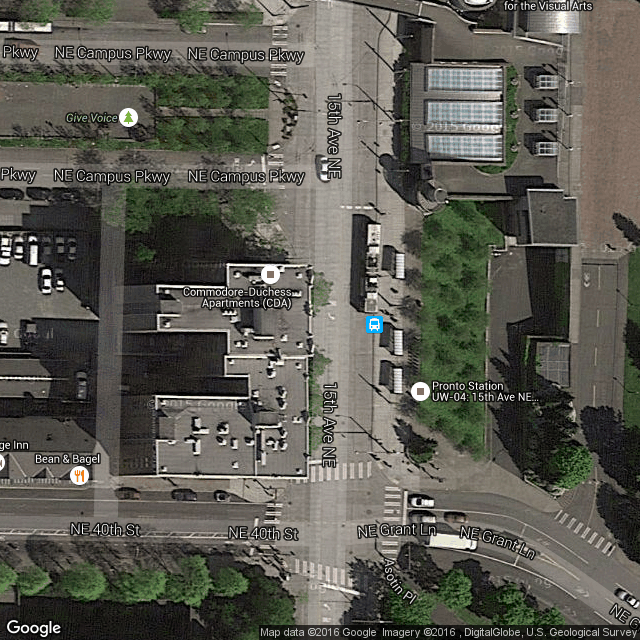 for the Visual Arts
Pkwy
NE Campus Pkwy
NE Campus Pkwy
15th Ave NE
Give Voice
© 2015 Goog
Pkwy
NE Campus Pkwy
NE Campus Pkwy
Commodore-Duchess
Apartments (CDA)
15th Ave NE
Pronto Station
UW-04: 15th Ave NE...
ge Inn
Bean & Bagel
NE 40th St
NE 40th St
NE Grant Ln
NE Grant Ln
Asotin Pl
NE G
Google
Map data ©2016 Google Imagery ©2016 , DigitalGlobe, U.S. Geological Survey